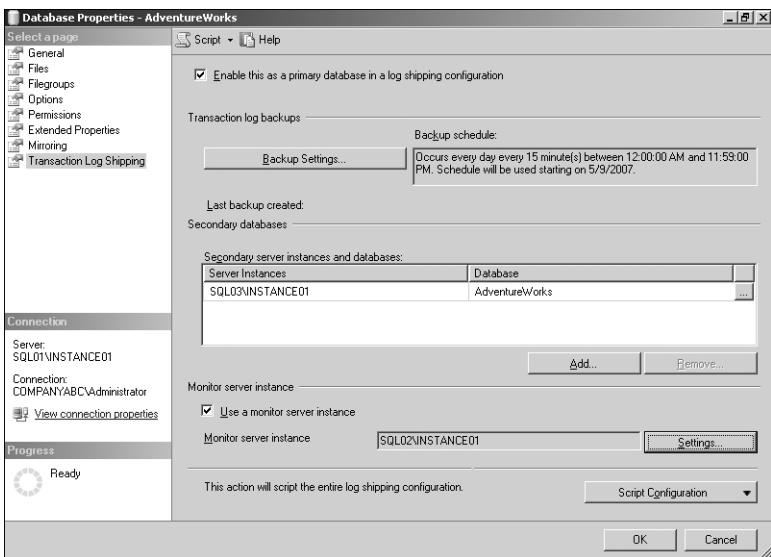 Database Properties - AdventureWorks
Select a page
General
Files
Filegroups
Options
Permissions
Extended Properties
Mirroring
Transaction Log Shipping
Connection
Server:
SQL01\INSTANCE01
Connection:
COMPANYABC\Administrator
View connection properties
Progress
Ready
Script
Help
Enable this as a primary database in a log shipping configuration
Transaction log backups
Backup schedule:
Backup Settings...
Occurs every day every 15 minute(s) between 12:00:00 AM and 11:59:00
PM. Schedule will be used starting on 5/9/2007.
Last backup created:
Secondary databases
Secondary server instances and databases:
Server Instances Database
SQL03\INSTANCE01 AdventureWorks ...
Add... Remove...
Monitor server instance
Use a monitor server instance
Monitor server instance SQL02\INSTANCE01 Settings...
This action will script the entire log shipping configuration. Script Configuration
OK Cancel